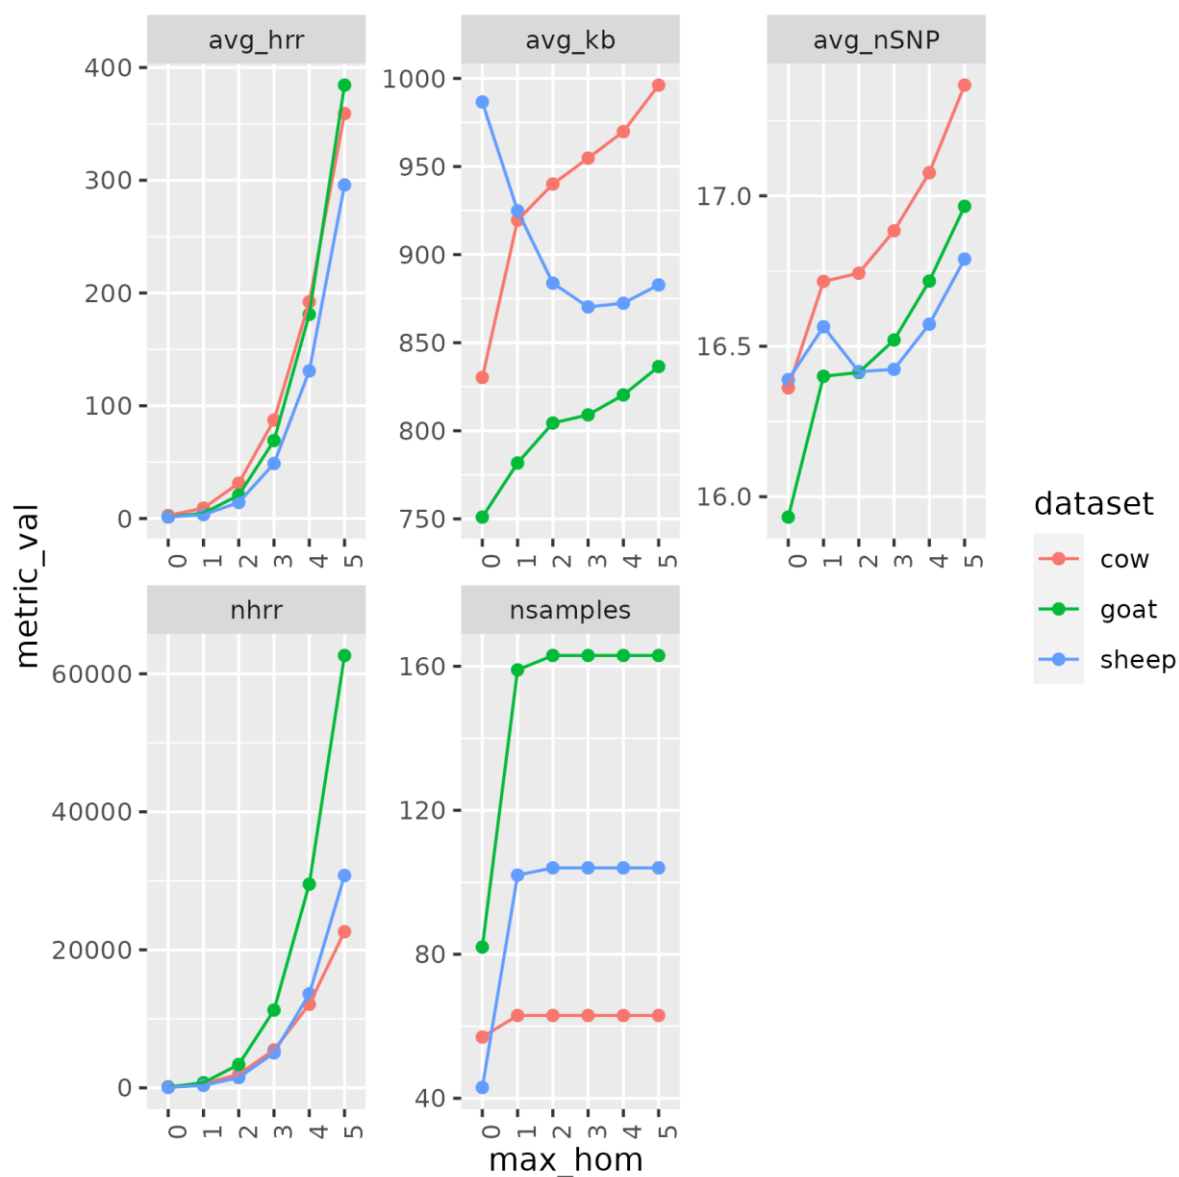 avg_hrr avg_kb avg_nSNP
400
300
200
100
0
1000
950
900
850
800
750
17.0
16.5
16.0
0 1 2 3 4 5
0 1 2 3 4 5
0 1 2 3 4 5
metric_val
nhrr nsamples
60000
40000
20000
0
160
120
80
40
0 1 2 3 4 5
0 1 2 3 4 5
max_hom
dataset
cow
goat
sheep